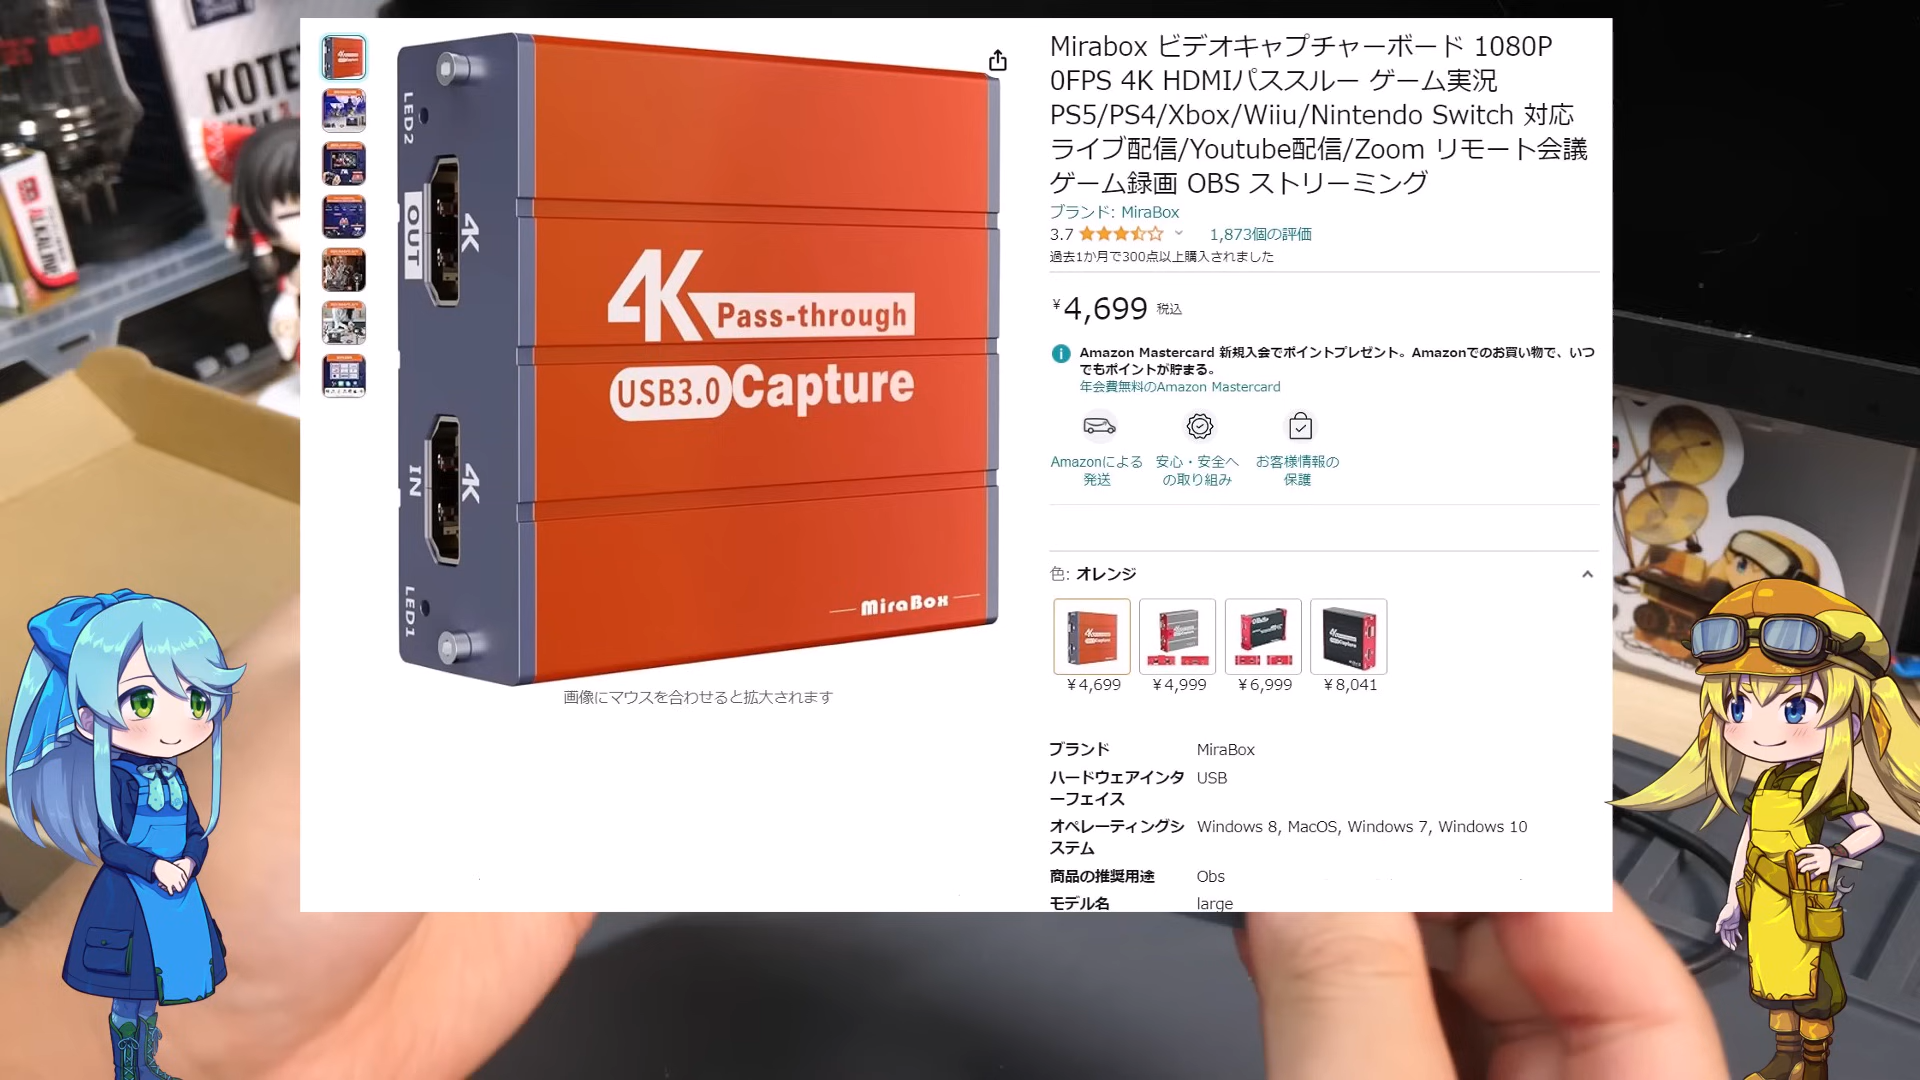 KOTE
ALKALINE
LED2
OUT
4K
IN
4K
LED1
4K
Pass-through
USB3.0 Capture
MiraBox
画像にマウスを合わせると拡大されます
Mirabox ビデオキャプチャーボード 1080P
0FPS 4K HDMIパススルー ゲーム実況
PS5/PS4/Xbox/Wiiu/Nintendo Switch 対応
ライブ配信/Youtube配信/Zoom リモート会議
ゲーム録画 OBS ストリーミング
ブランド: MiraBox
3.7 1,873個の評価
過去1か月で300点以上購入されました
¥4,699 税込
Amazon Mastercard 新規入会でポイントプレゼント。Amazonでのお買い物で、いつ
でもポイントが貯まる。
年会費無料のAmazon Mastercard
Amazonによる
発送
安心・安全へ
の取り組み
お客様情報の
保護
色: オレンジ
¥4,699 ¥4,999 ¥6,999 ¥8,041
ブランド MiraBox
ハードウェアインタ USB
ーフェイス
オペレーティングシ Windows 8, MacOS, Windows 7, Windows 10
ステム
商品の推奨用途 Obs
モデル名 large